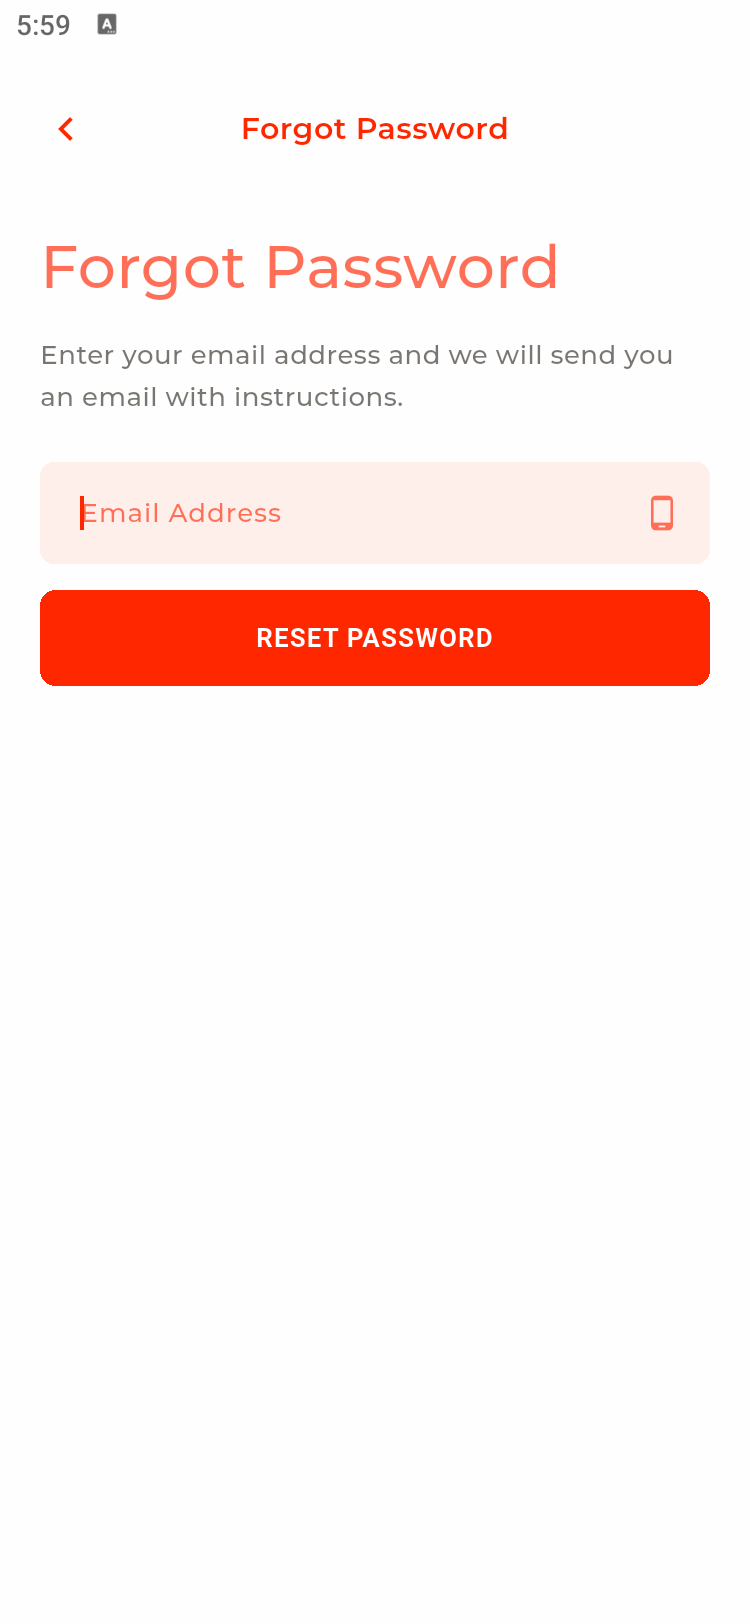 5:59
Forgot Password
Forgot Password
Enter your email address and we will send you
an email with instructions.
Email Address
RESET PASSWORD